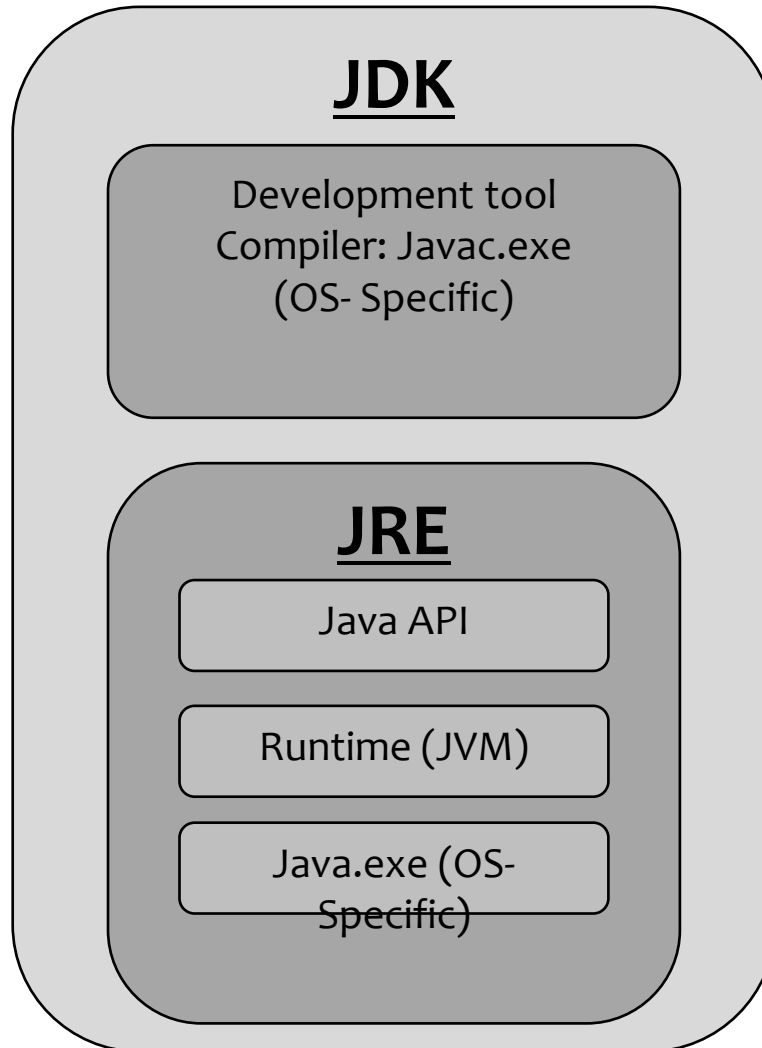 JDK
Development tool
Compiler: Javac.exe
(OS- Specific)
JRE
Java API
Runtime (JVM)
Java.exe (OS-
Specific)